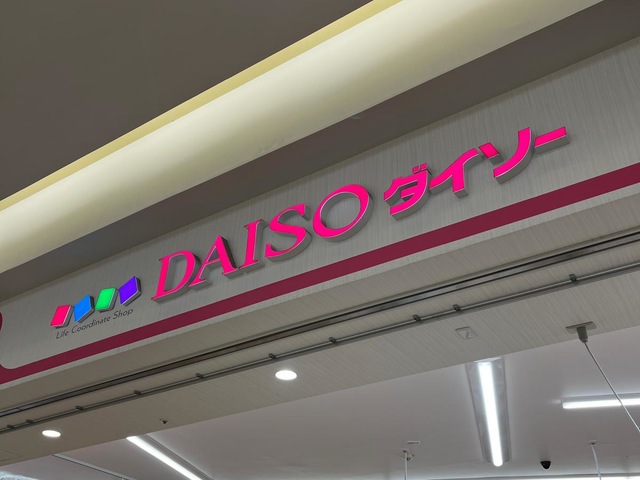 DAISO ダイソー
Life Coordinate Shop